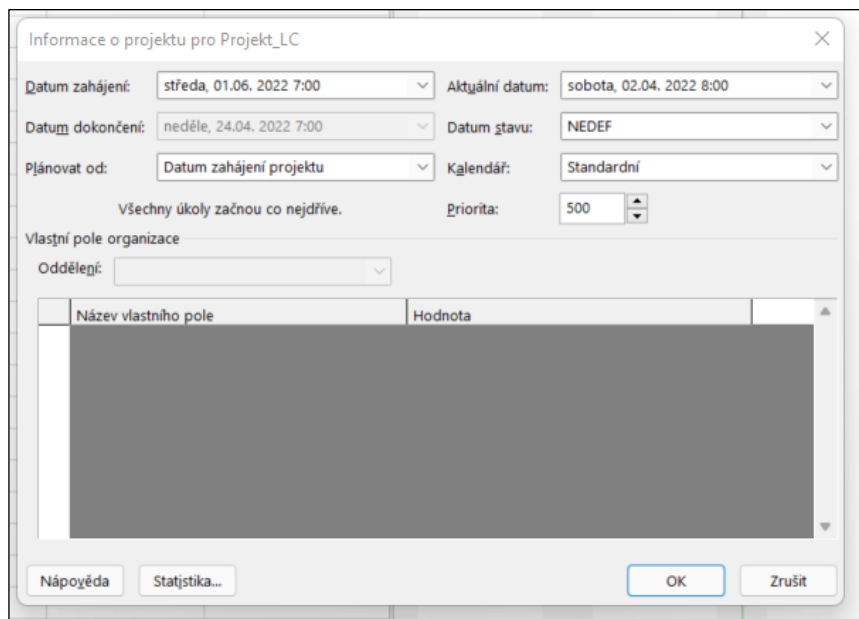 Informace o projektu pro Projekt_LC
Datum zahájení: středa, 01.06. 2022 7:00 Aktuální datum: sobota, 02.04. 2022 8:00
Datum dokončení: neděle, 24.04. 2022 7:00 Datum stavu: NEDEF
Plánovat od: Datum zahájení projektu Kalendář: Standardní
Všechny úkoly začnou co nejdříve. Priorita: 500
Vlastní pole organizace
Oddělení:
Název vlastního pole Hodnota
Nápověda Statistika... OK Zrušit